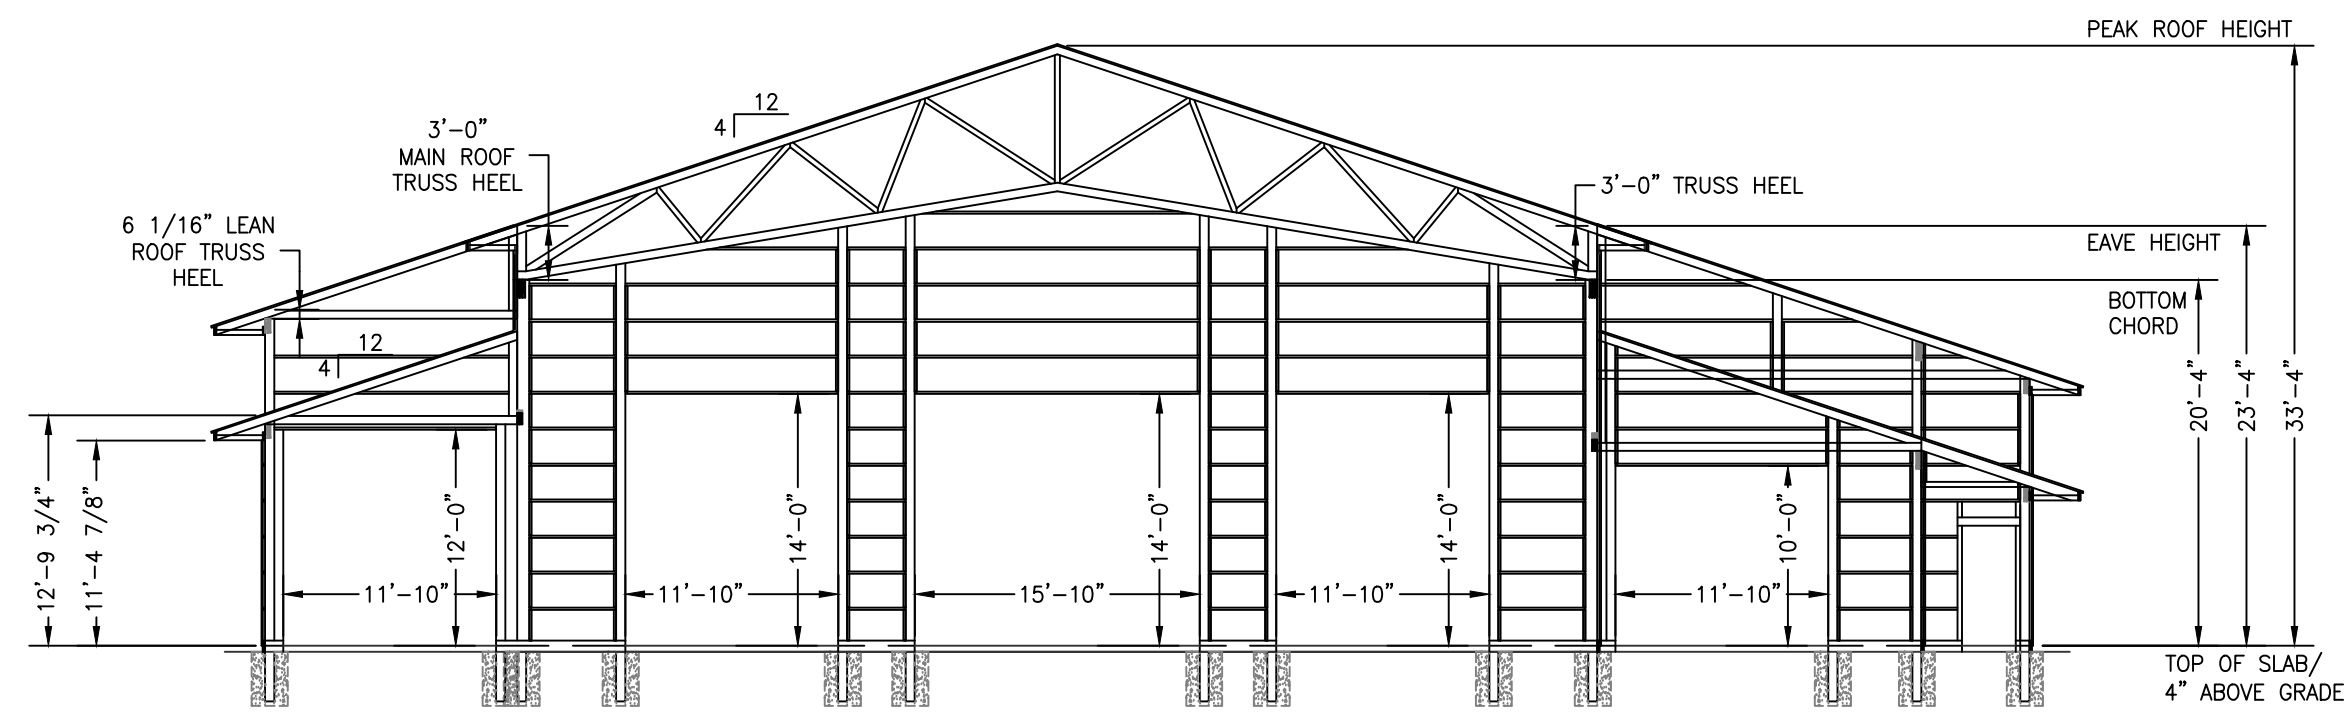 PEAK ROOF HEIGHT
12
4
3'-0"
MAIN ROOF
TRUSS HEEL
3'-0" TRUSS HEEL
6 1/16" LEAN
ROOF TRUSS
HEEL
EAVE HEIGHT
BOTTOM
CHORD
12
4
20'-4"
23'-4"
33'-4"
12'-9 3/4"
11'-4 7/8"
12'-0"
14'-0"
14'-0"
14'-0"
10'-0"
11'-10"
11'-10"
15'-10"
11'-10"
11'-10"
TOP OF SLAB/
4" ABOVE GRADE